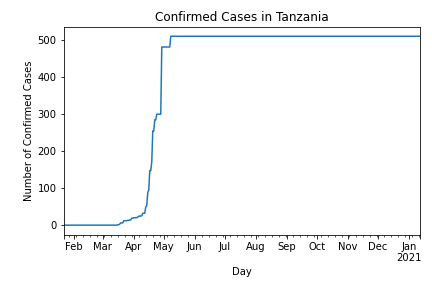 Confirmed Cases in Tanzania
Number of Confirmed Cases
500
400
300
200
100
0
Feb Mar Apr May Jun Jul Aug Sep Oct Nov Dec Jan
2021
Day